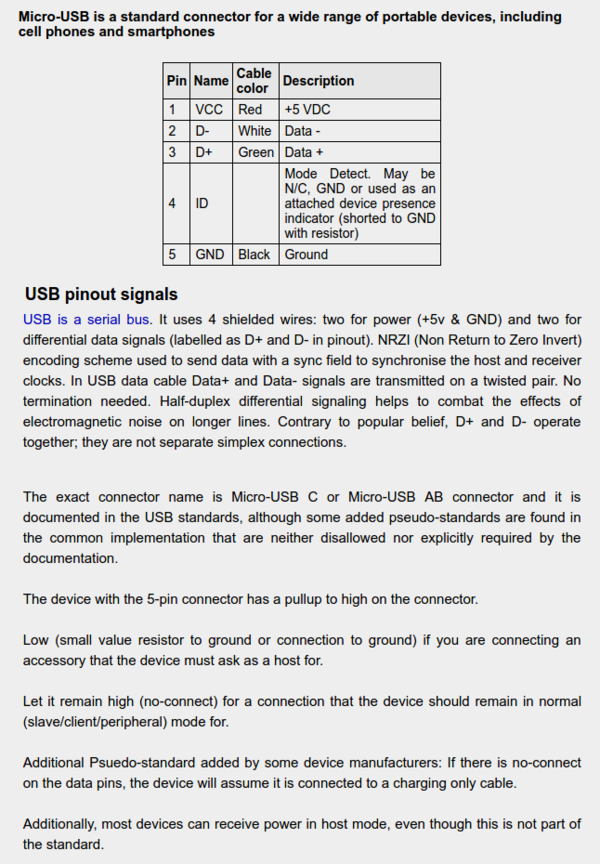 Micro-USB is a standard connector for a wide range of portable devices, including
cell phones and smartphones
Pin Name Cable color Description
1 VCC Red +5 VDC
2 D- White Data -
3 D+ Green Data +
4 ID Mode Detect. May be
N/C, GND or used as an
attached device presence
indicator (shorted to GND
with resistor)
5 GND Black Ground
USB pinout signals
USB is a serial bus. It uses 4 shielded wires: two for power (+5v & GND) and two for
differential data signals (labelled as D+ and D- in pinout). NRZI (Non Return to Zero Invert)
encoding scheme used to send data with a sync field to synchronise the host and receiver
clocks. In USB data cable Data+ and Data- signals are transmitted on a twisted pair. No
termination needed. Half-duplex differential signaling helps to combat the effects of
electromagnetic noise on longer lines. Contrary to popular belief, D+ and D- operate
together; they are not separate simplex connections.
The exact connector name is Micro-USB C or Micro-USB AB connector and it is
documented in the USB standards, although some added pseudo-standards are found in
the common implementation that are neither disallowed nor explicitly required by the
documentation.
The device with the 5-pin connector has a pullup to high on the connector.
Low (small value resistor to ground or connection to ground) if you are connecting an
accessory that the device must ask as a host for.
Let it remain high (no-connect) for a connection that the device should remain in normal
(slave/client/peripheral) mode for.
Additional Psuedo-standard added by some device manufacturers: If there is no-connect
on the data pins, the device will assume it is connected to a charging only cable.
Additionally, most devices can receive power in host mode, even though this is not part of
the standard.